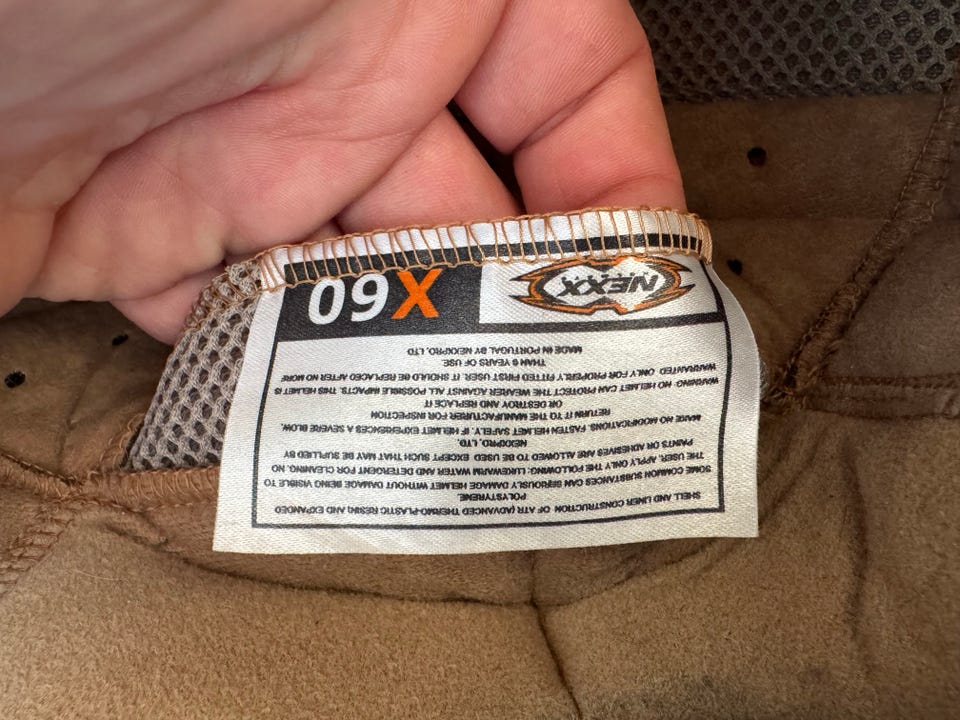 SHELL AND LINER CONSTRUCTION OF ATR (ADVANCED THERMO-PLASTIC RESIN) AND EXPANDED
POLYSTYRENE.
SOME COMMON SUBSTANCES CAN SERIOUSLY DAMAGE HELMET WITHOUT DAMAGE BEING VISIBLE TO
THE USER. APPLY ONLY THE FOLLOWING: LUKEWARM WATER AND DETERGENT FOR CLEANING. NO
PAINTS OR ADHESIVES ARE ALLOWED TO BE USED EXCEPT SUCH THAT MAY BE SUPPLIED BY
NEXXPRO, LTD.
MAKE NO MODIFICATIONS. FASTEN HELMET SAFELY. IF HELMET EXPERIENCES A SEVERE BLOW,
RETURN IT TO THE MANUFACTURER FOR INSPECTION
OR DESTROY AND REPLACE IT
WARNING: NO HELMET CAN PROTECT THE WEARER AGAINST ALL POSSIBLE IMPACTS. THIS HELMET IS
WARRANTED ONLY FOR PROPERLY FITTED FIRST USER. IT SHOULD BE REPLACED AFTER NO MORE
THAN 6 YEARS OF USE
MADE IN PORTUGAL BY NEXXPRO, LTD
NEXX
X60